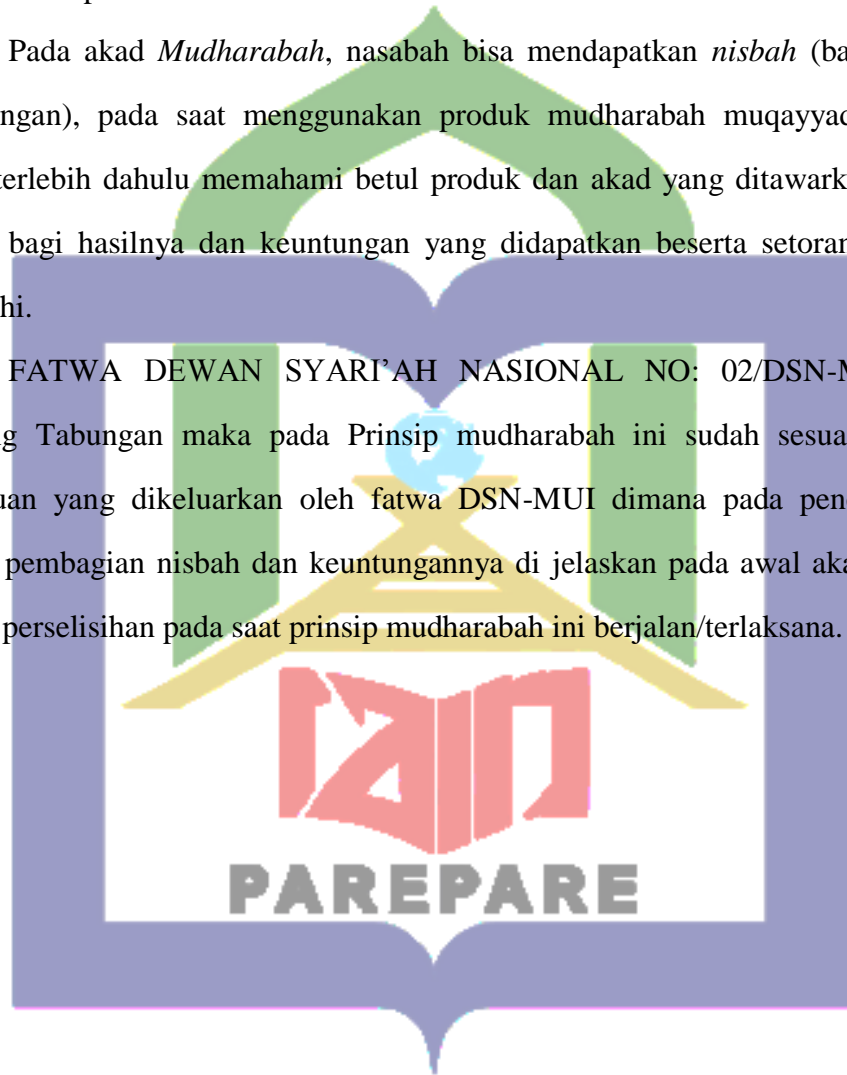 Pada akad Mudharabah, nasabah bisa mendapatkan nisbah (ba
ngan), pada saat menggunakan produk mudharabah muqayyad
terlebih dahulu memahami betul produk dan akad yang ditawark
bagi hasilnya dan keuntungan yang didapatkan beserta setoran
hi.
FATWA DEWAN SYARI'AH NASIONAL NO: 02/DSN-M
g Tabungan maka pada Prinsip mudharabah ini sudah sesua
uan yang dikeluarkan oleh fatwa DSN-MUI dimana pada pen
pembagian nisbah dan keuntungannya di jelaskan pada awal aka
perselisihan pada saat prinsip mudharabah ini berjalan/terlaksana.
iain
PAREPARE